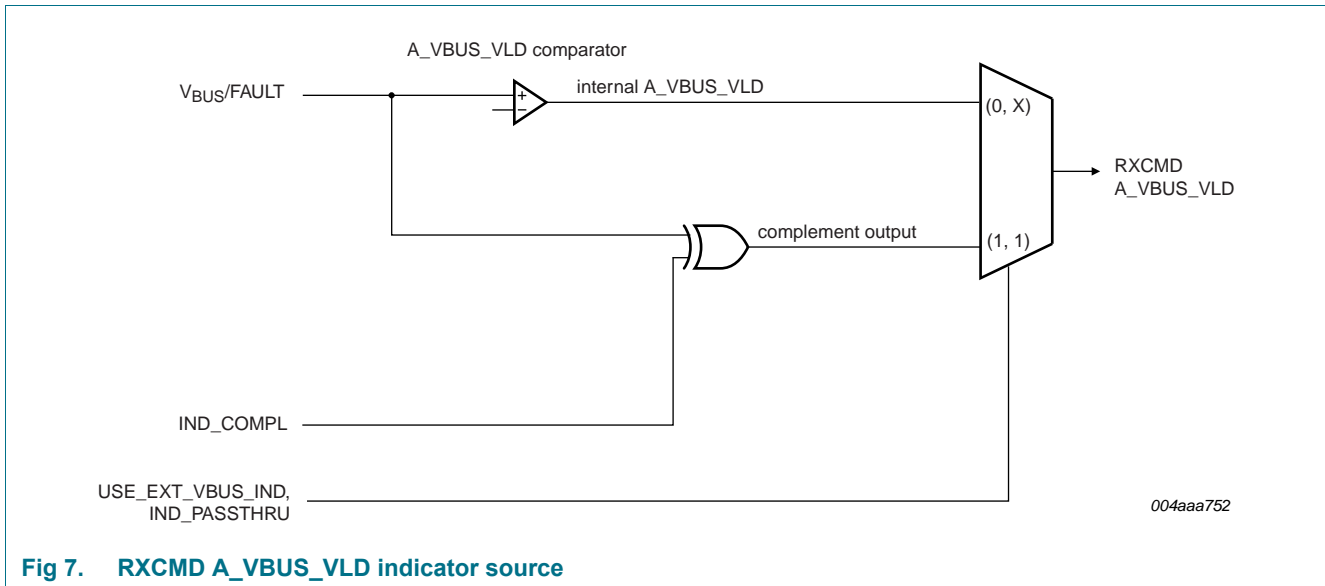 A_VBUS_VLD comparator
VBUS/FAULT
+
−
internal A_VBUS_VLD
(0, X)
RXCMD
A_VBUS_VLD
complement output
(1, 1)
IND_COMPL
USE_EXT_VBUS_IND,
IND_PASSTHRU
004aaa752
Fig 7. RXCMD A_VBUS_VLD indicator source